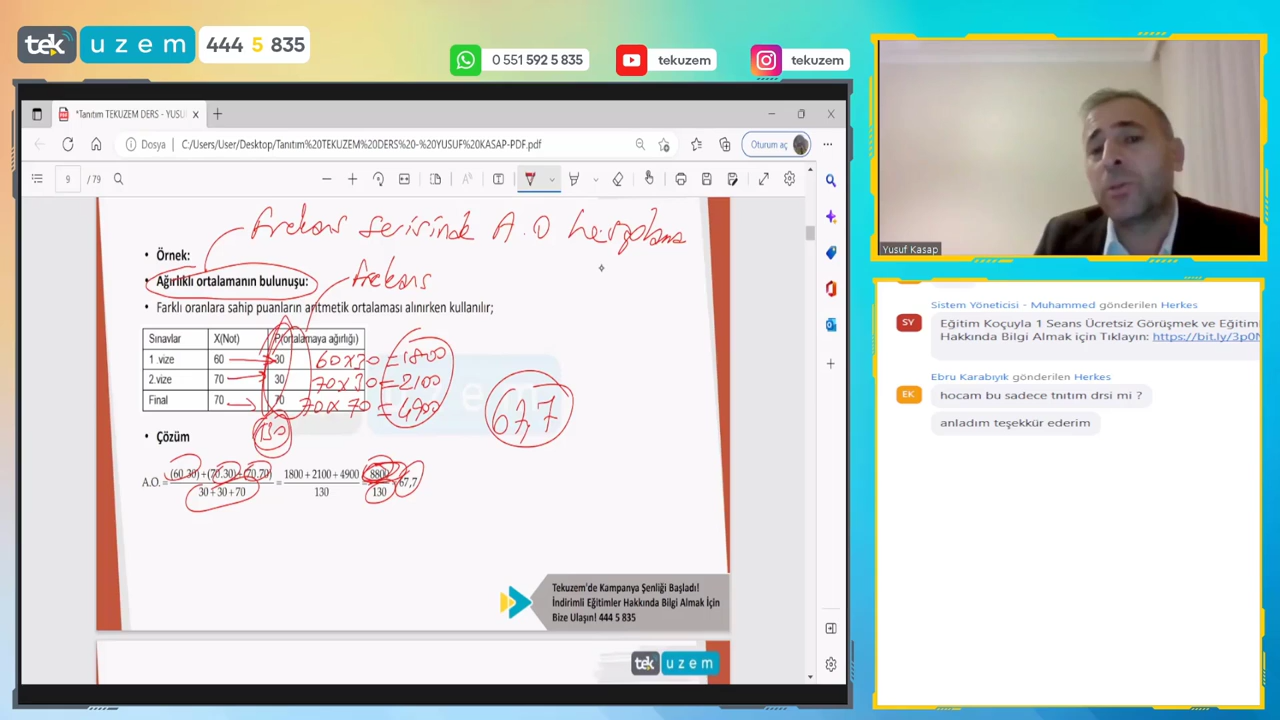 tek uzem 444 5 835
0 551 592 5 835
tekuzem
tekuzem
*Tanıtım TEKUZEM DERS - YUSU
Dosya C:/Users/User/Desktop/Tanıtım%20TEKUZEM%20DERS%20-%20YUSUF%20KASAP-PDF.pdf
Oturum aç
9 /79
Frekans serisinde A.O hesaplama
• Örnek:
• Ağırlıklı ortalamanın bulunuşu:
Frekans
• Farklı oranlara sahip puanların aritmetik ortalaması alınırken kullanılır;
Sınavlar X(Not) P(ortalamaya ağırlığı)
1 .vize 60 30 60x30 = 1800
2.vize 70 30 70x30 = 2100
Final 70 70 70x70 = 4900
67,7
130
• Çözüm
A.O. = (60.30)+(70.30)+(70.70) / 30+30+70 = 1800+2100+4900 / 130 = 8800 / 130 = 67,7
Tekuzem'de Kampanya Şenliği Başladı!
İndirimli Eğitimler Hakkında Bilgi Almak İçin
Bize Ulaşın! 444 5 835
tek uzem
Yusuf Kasap
Sistem Yöneticisi - Muhammed gönderilen Herkes
SY
Eğitim Koçuyla 1 Seans Ücretsiz Görüşmek ve Eğitim
Hakkında Bilgi Almak için Tıklayın: https://bit.ly/3p0
Ebru Karabıyık gönderilen Herkes
EK
hocam bu sadece tnıtım drsi mi ?
anladım teşekkür ederim